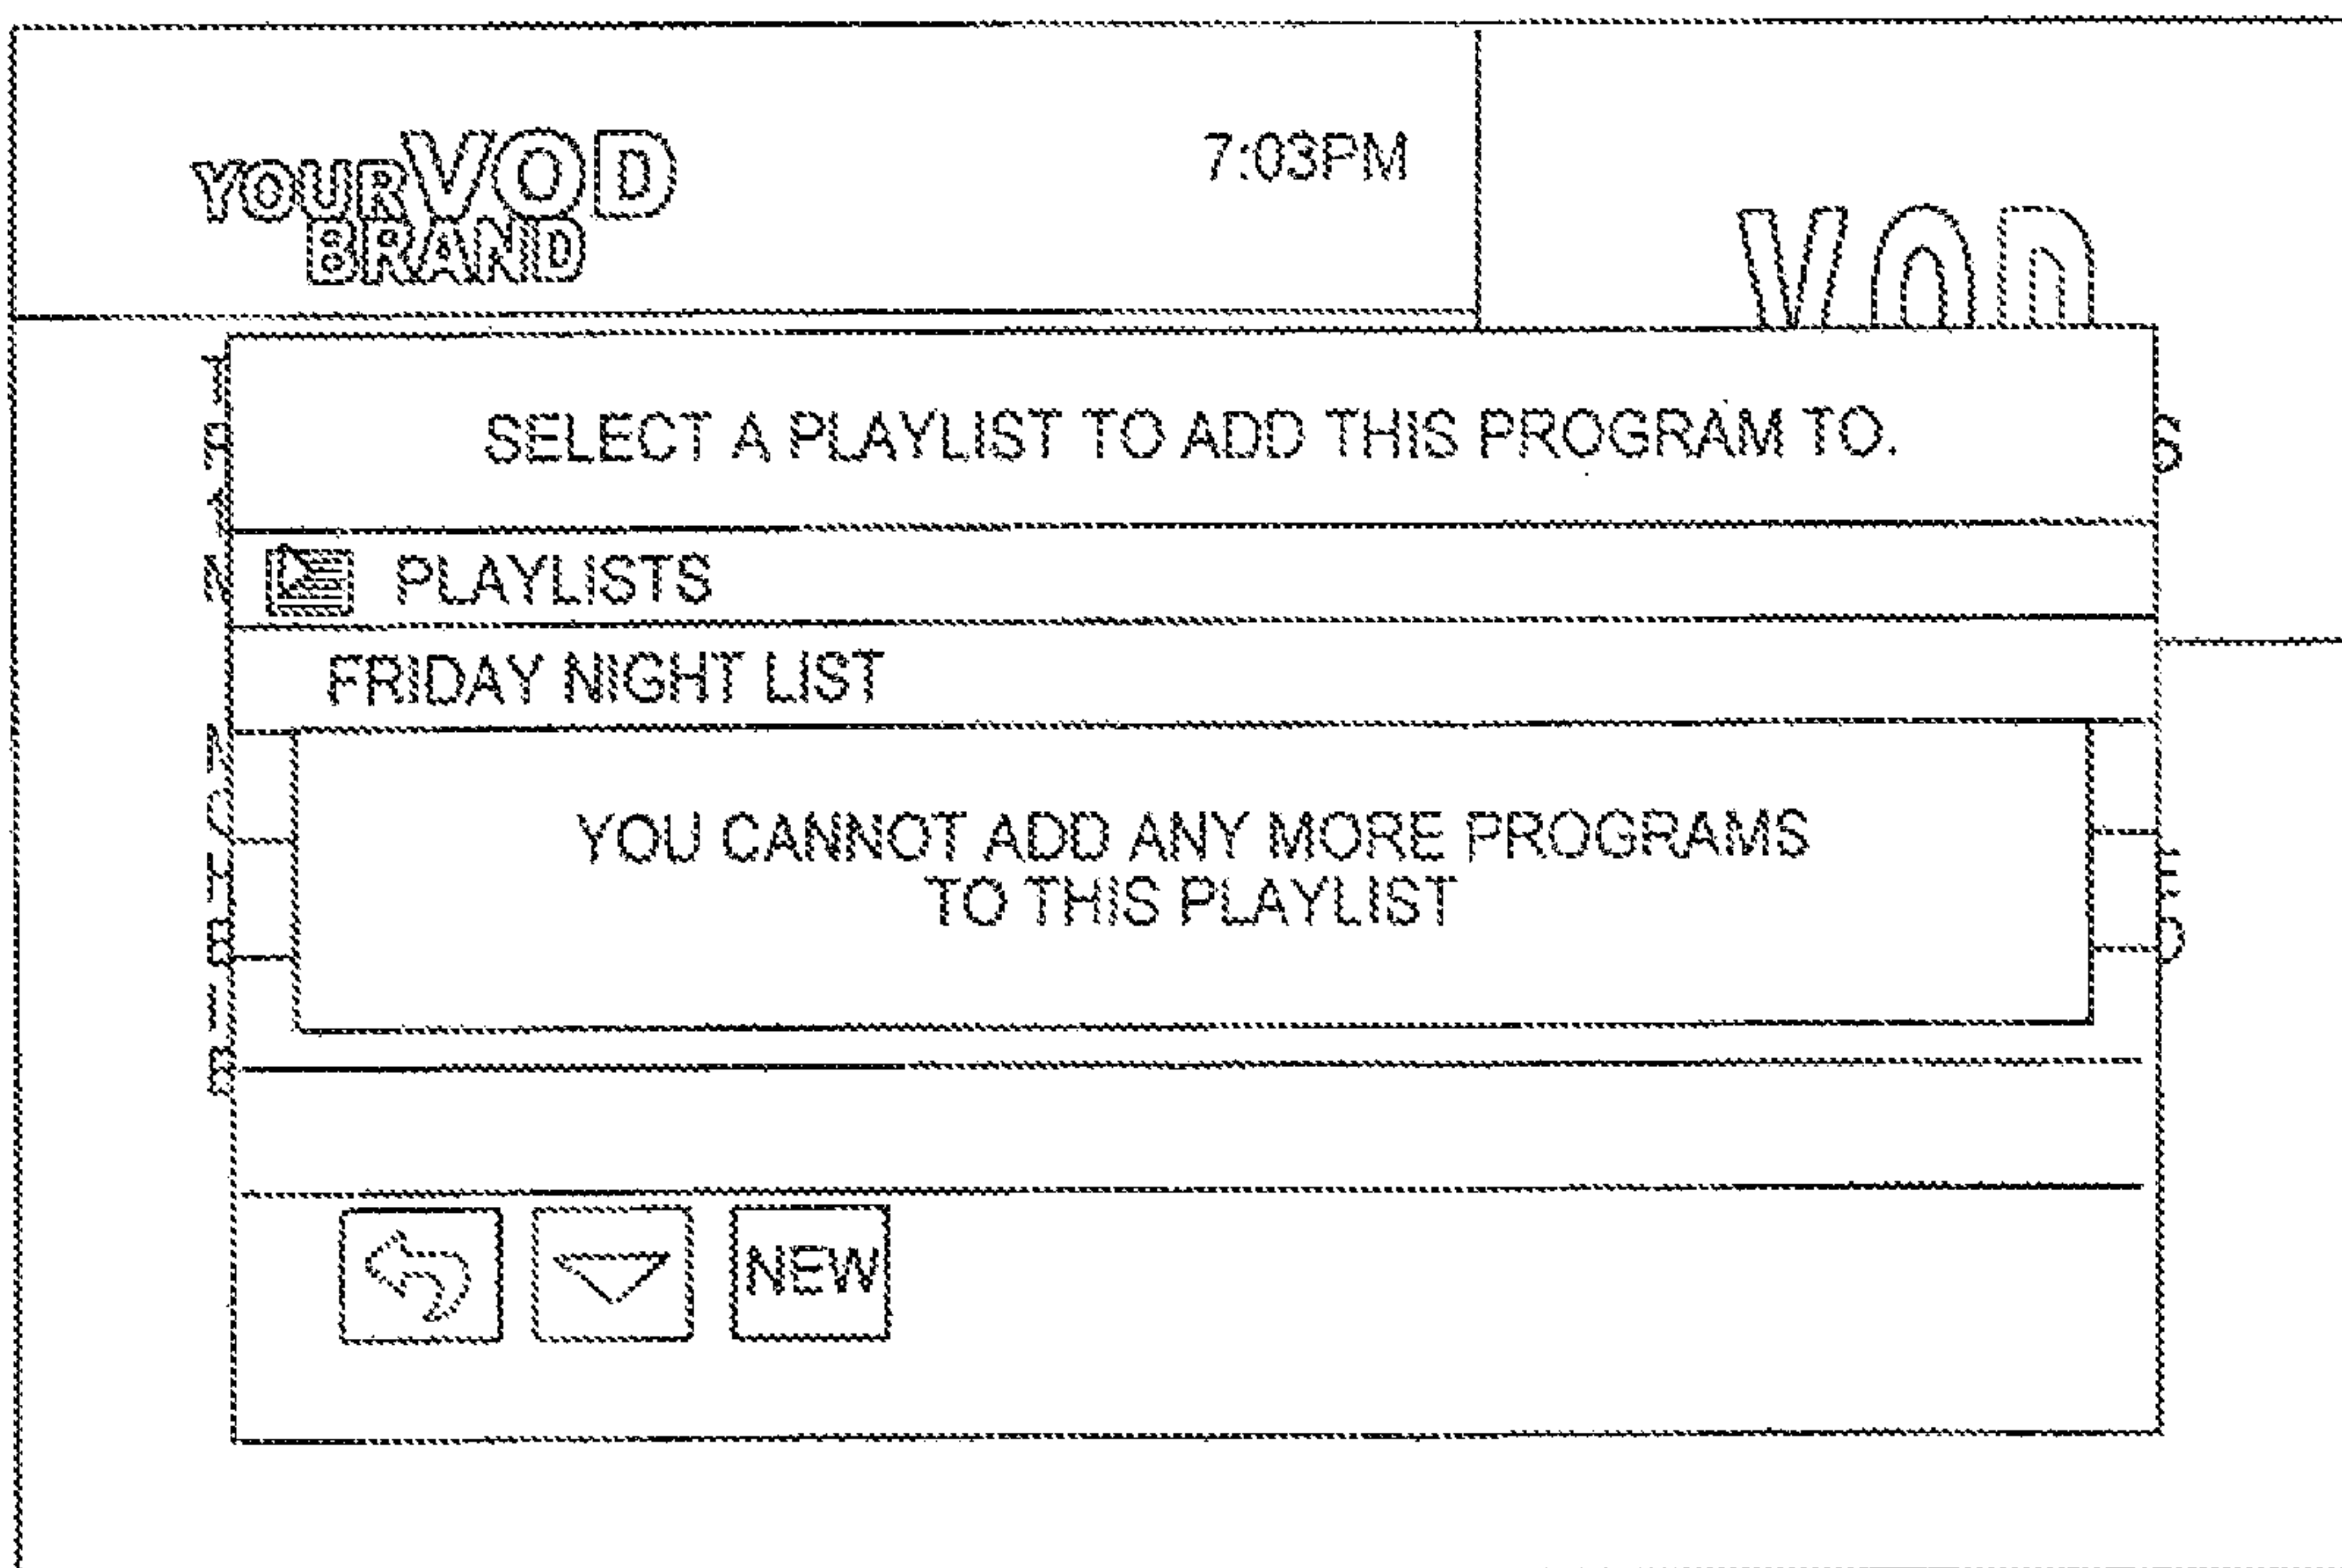 YOUR VOD
BRAND
7:03PM
VOD
SELECT A PLAYLIST TO ADD THIS PROGRAM TO.
PLAYLISTS
FRIDAY NIGHT LIST
YOU CANNOT ADD ANY MORE PROGRAMS
TO THIS PLAYLIST
NEW